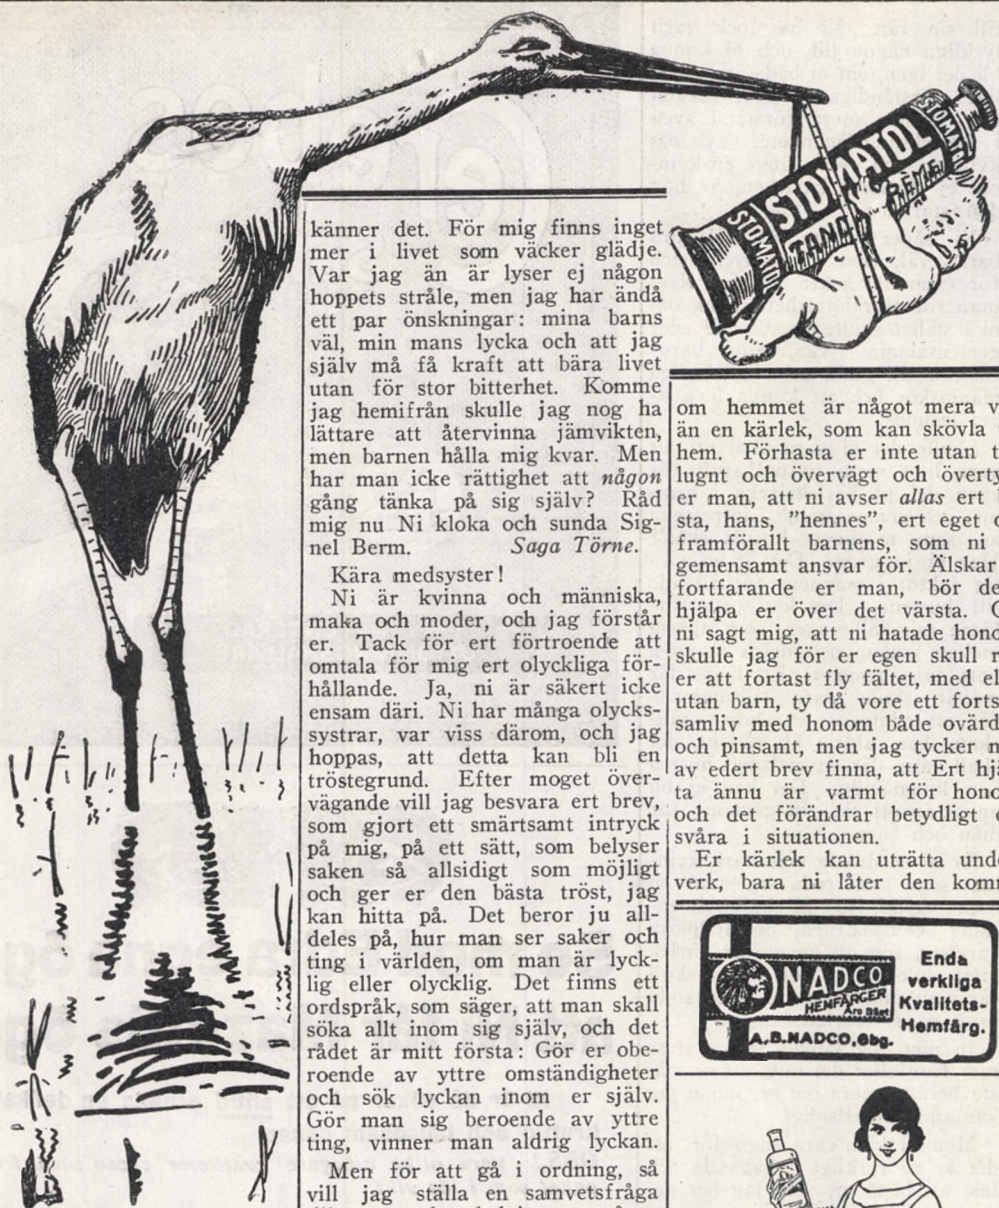 STOMATOL
STOMATOL
STOMATOL
TAND
CRÈME
känner det. För mig finns inget
mer i livet som väcker glädje.
Var jag än är lyser ej någon
hoppets stråle, men jag har ändå
ett par önskningar: mina barns
väl, min mans lycka och att jag
själv må få kraft att bära livet
utan för stor bitterhet. Komme
jag hemifrån skulle jag nog ha
lättare att återvinna jämvikten,
men barnen hålla mig kvar. Men
har man icke rättighet att någon
gång tänka på sig själv? Råd
mig nu Ni kloka och sunda Sig-
nel Berm. Saga Törne.
Kära medsyster!
Ni är kvinna och människa,
maka och moder, och jag förstår
er. Tack för ert förtroende att
omtala för mig ert olyckliga för-
hållande. Ja, ni är säkert icke
ensam däri. Ni har många olycks-
systrar, var viss därom, och jag
hoppas, att detta kan bli en
tröstegrund. Efter moget över-
vägande vill jag besvara ert brev,
som gjort ett smärtsamt intryck
på mig, på ett sätt, som belyser
saken så allsidigt som möjligt
och ger er den bästa tröst, jag
kan hitta på. Det beror ju all-
deles på, hur man ser saker och
ting i världen, om man är lyck-
lig eller olycklig. Det finns ett
ordspråk, som säger, att man skall
söka allt inom sig själv, och det
rådet är mitt första: Gör er obe-
roende av yttre omständigheter
och sök lyckan inom er själv.
Gör man sig beroende av yttre
ting, vinner man aldrig lyckan.
Men för att gå i ordning, så
vill jag ställa en samvetsfråga
om hemmet är något mera v
än en kärlek, som kan skövla
hem. Förhasta er inte utan t
lugnt och övervägt och överty
er man, att ni avser allas ert
sta, hans, "hennes", ert eget o
framförallt barnens, som ni
gemensamt ansvar för. Älskar
fortfarande er man, bör de
hjälpa er över det värsta.
ni sagt mig, att ni hatade hono
skulle jag för er egen skull r
er att fortast fly fältet, med el
utan barn, ty då vore ett forts
samliv med honom både ovärd
och pinsamt, men jag tycker m
av edert brev finna, att Ert hjä
ta ännu är varmt för hono
och det förändrar betydligt
svåra i situationen.
Er kärlek kan uträtta unde
verk, bara ni låter den komm
NADCO
HEMFÄRGER
Äro Bäst
A.B.NADCO, Gbg.
Enda
verkliga
Kvalitets-
Hemfärg.